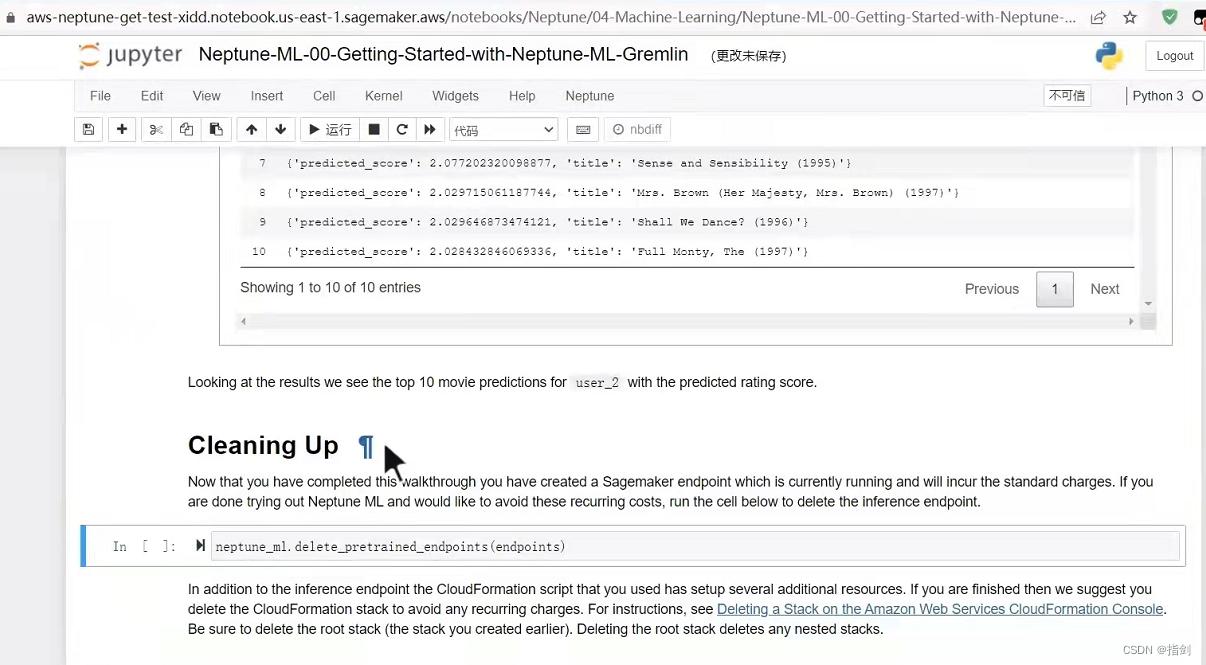 aws-neptune-get-test-xidd.notebook.us-east-1.sagemaker.aws/notebooks/Neptune/04-Machine-Learning/Neptune-ML-00-Getting-Started-with-Neptune-...
jupyter Neptune-ML-00-Getting-Started-with-Neptune-ML-Gremlin (更改未保存) Logout
File Edit View Insert Cell Kernel Widgets Help Neptune 不可信 Python 3
运行 代码 nbdiff
7 {'predicted_score': 2.077202320098877, 'title': 'Sense and Sensibility (1995)'}
8 {'predicted_score': 2.029715061187744, 'title': 'Mrs. Brown (Her Majesty, Mrs. Brown) (1997)'}
9 {'predicted_score': 2.029646873474121, 'title': 'Shall We Dance? (1996)'}
10 {'predicted_score': 2.028432846069336, 'title': 'Full Monty, The (1997)'}
Showing 1 to 10 of 10 entries Previous 1 Next
Looking at the results we see the top 10 movie predictions for user_2 with the predicted rating score.
Cleaning Up ¶
Now that you have completed this walkthrough you have created a Sagemaker endpoint which is currently running and will incur the standard charges. If you
are done trying out Neptune ML and would like to avoid these recurring costs, run the cell below to delete the inference endpoint.
In [ ]: neptune_ml.delete_pretrained_endpoints(endpoints)
In addition to the inference endpoint the CloudFormation script that you used has setup several additional resources. If you are finished then we suggest you
delete the CloudFormation stack to avoid any recurring charges. For instructions, see Deleting a Stack on the Amazon Web Services CloudFormation Console.
Be sure to delete the root stack (the stack you created earlier). Deleting the root stack deletes any nested stacks.
CSDN @指剑